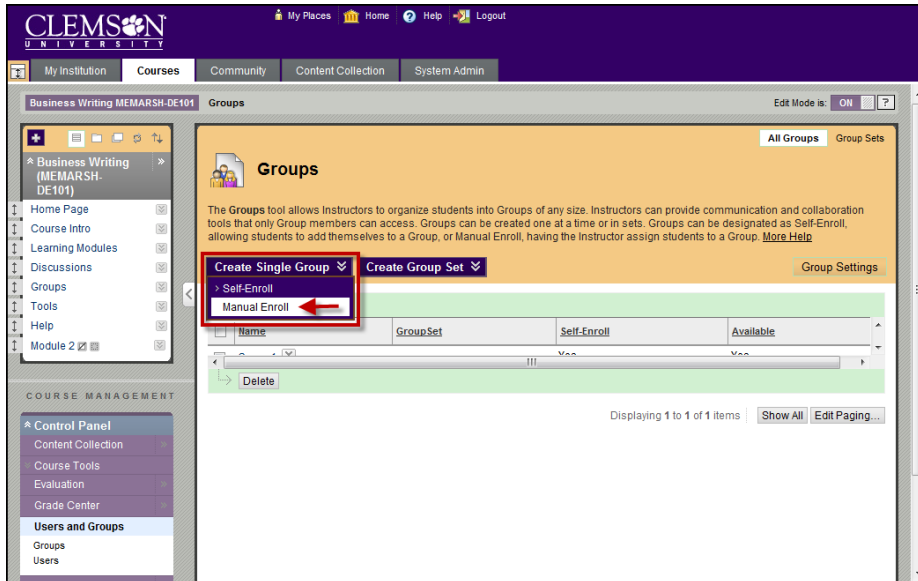 CLEMSON
UNIVERSITY
My Places Home ? Help Logout
My Institution Courses Community Content Collection System Admin
Business Writing MEMARSH-DE101 Groups Edit Mode is: ON ?
All Groups Group Sets
Business Writing
(MEMARSH-
DE101)
Home Page
Course Intro
Learning Modules
Discussions
Groups
Tools
Help
Module 2
COURSE MANAGEMENT
Control Panel
Content Collection
Course Tools
Evaluation
Grade Center
Users and Groups
Groups
Users
Groups
The Groups tool allows Instructors to organize students into Groups of any size. Instructors can provide communication and collaboration
tools that only Group members can access. Groups can be created one at a time or in sets. Groups can be designated as Self-Enroll,
allowing students to add themselves to a Group, or Manual Enroll, having the Instructor assign students to a Group. More Help
Create Single Group Create Group Set Group Settings
> Self-Enroll
Manual Enroll
Name GroupSet Self-Enroll Available
Delete
Displaying 1 to 1 of 1 items Show All Edit Paging...